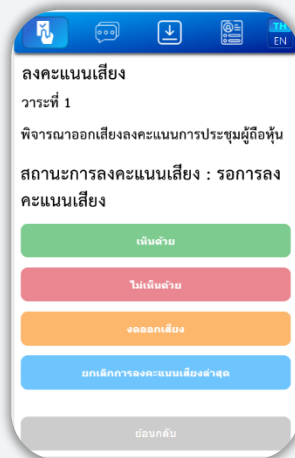 TH
EN
ลงคะแนนเสียง
วาระที่ 1
พิจารณาออกเสียงลงคะแนนการประชุมผู้ถือหุ้น
สถานะการลงคะแนนเสียง : รอการลง
คะแนนเสียง
เห็นด้วย
ไม่เห็นด้วย
งดออกเสียง
ยกเลิกการลงคะแนนเสียงล่าสุด
ย้อนกลับ